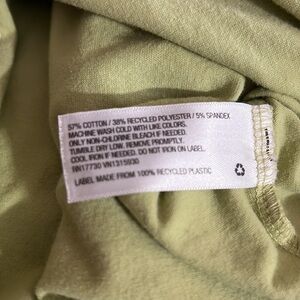 57% COTTON / 38% RECYCLED POLYESTER / 5% SPANDEX
MACHINE WASH COLD WITH LIKE COLORS.
ONLY NON-CHLORINE BLEACH IF NEEDED.
TUMBLE DRY LOW. REMOVE PROMPTLY.
COOL IRON IF NEEDED. DO NOT IRON ON LABEL.
RN17730 VN1315930
LABEL MADE FROM 100% RECYCLED PLASTIC